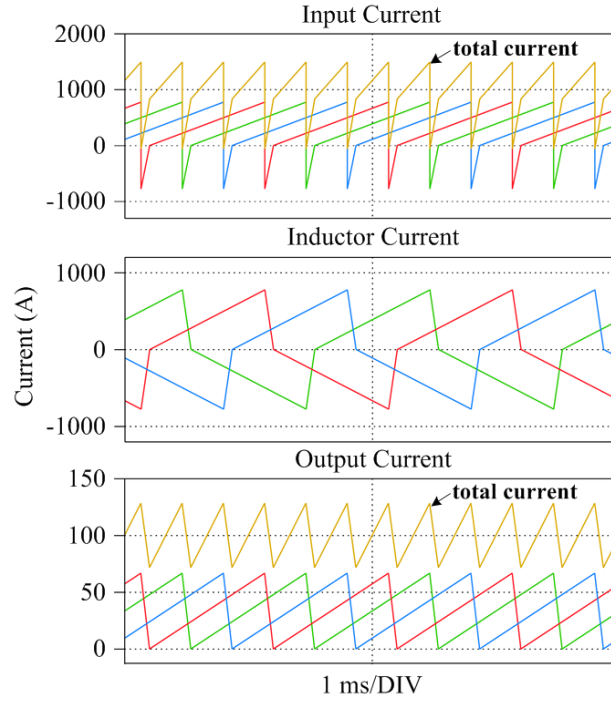 Input Current
2000
total current
1000
0
-1000
Inductor Current
1000
0
-1000
Current (A)
Output Current
150
total current
100
50
0
1 ms/DIV